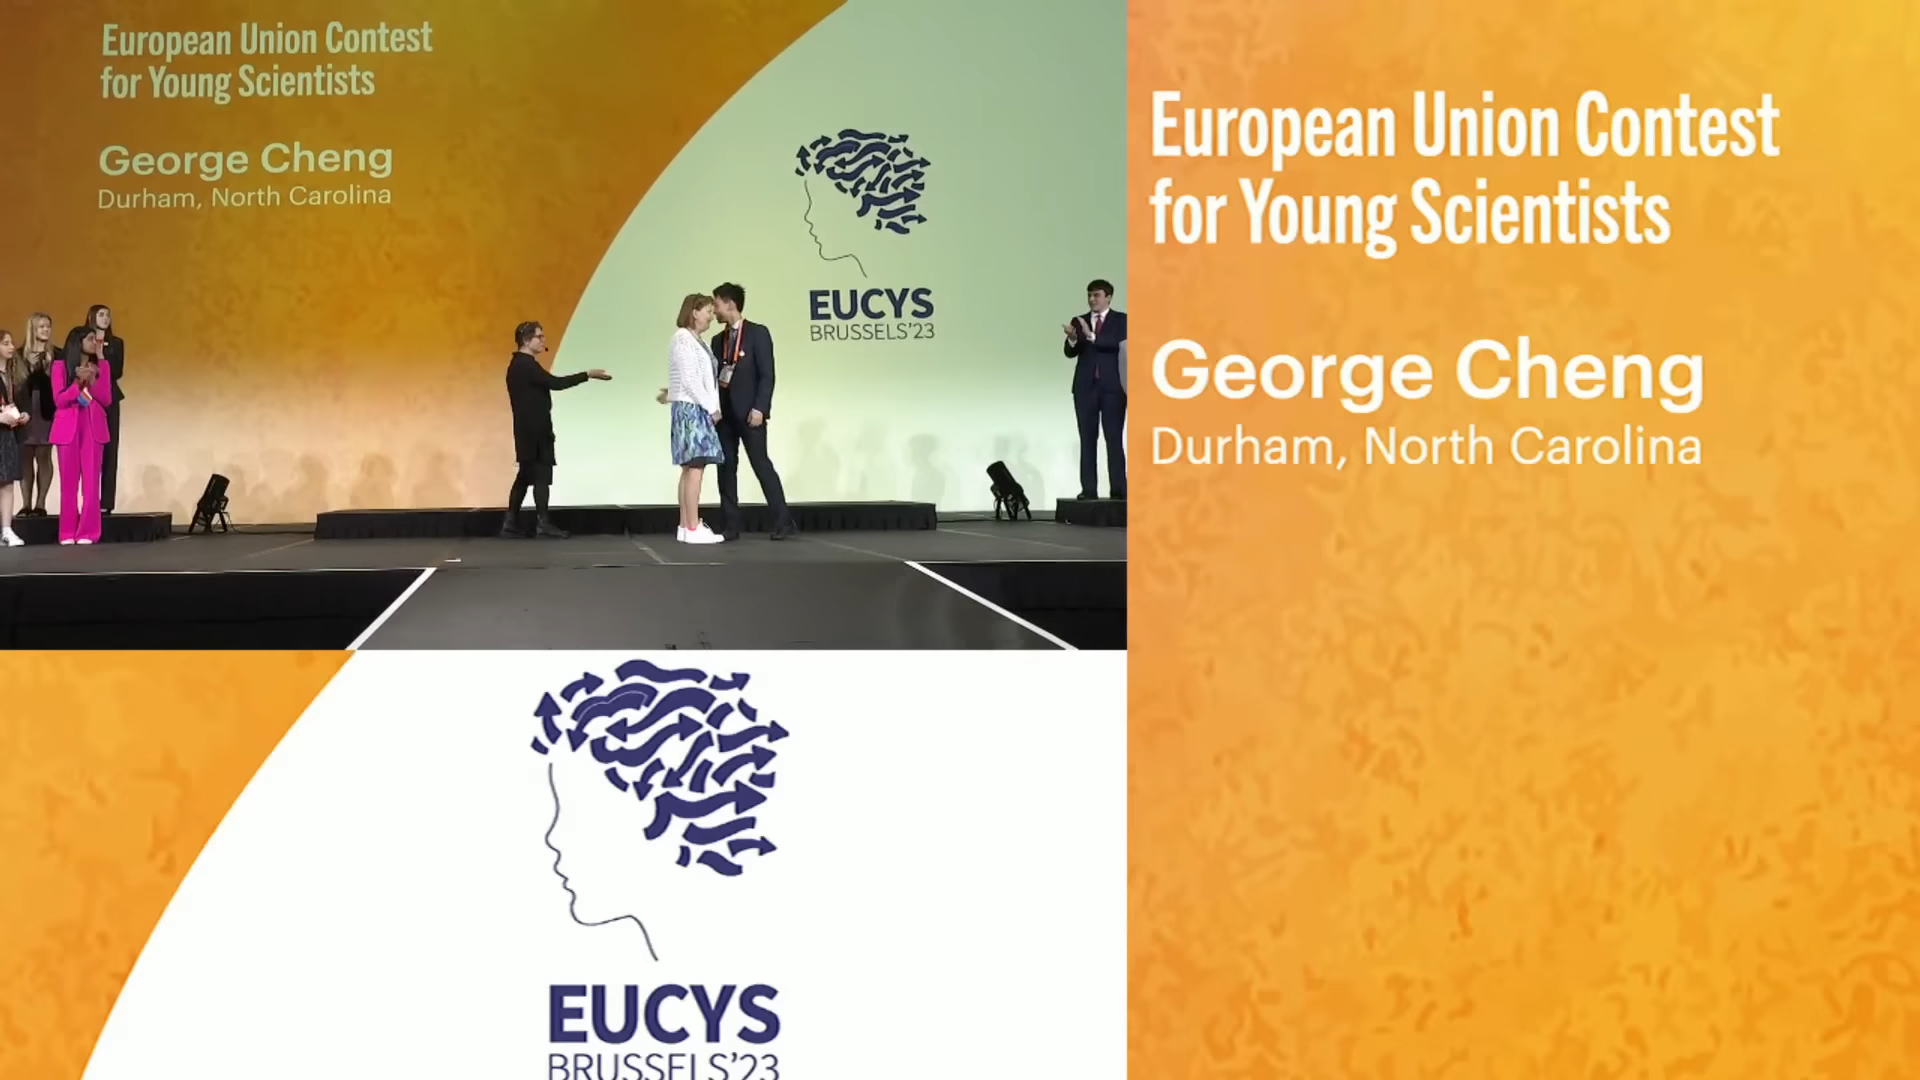 European Union Contest
for Young Scientists
George Cheng
Durham, North Carolina
EUCYS
BRUSSELS'23
European Union Contest
for Young Scientists
George Cheng
Durham, North Carolina
EUCYS
BRUSSELS'23